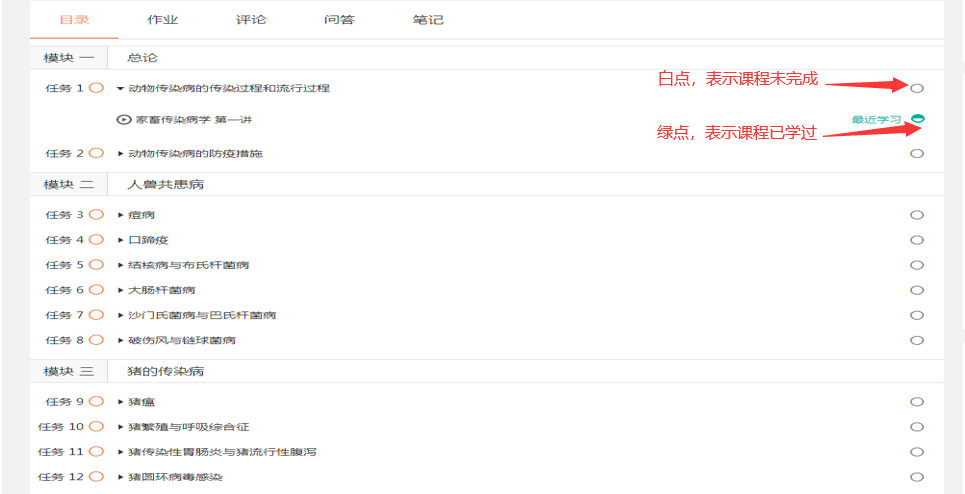 目录 作业 评论 问答 笔记
模块 一 总论
白点，表示课程未完成
任务 1 动物传染病的传染过程和流行过程
家畜传染病学 第一讲 最近学习
绿点，表示课程已学过
任务 2 动物传染病的防疫措施
模块 二 人兽共患病
任务 3 痘病
任务 4 口蹄疫
任务 5 结核病与布氏杆菌病
任务 6 大肠杆菌病
任务 7 沙门氏菌病与巴氏杆菌病
任务 8 破伤风与链球菌病
模块 三 猪的传染病
任务 9 猪瘟
任务 10 猪繁殖与呼吸综合征
任务 11 猪传染性胃肠炎与猪流行性腹泻
任务 12 猪圆环病毒感染